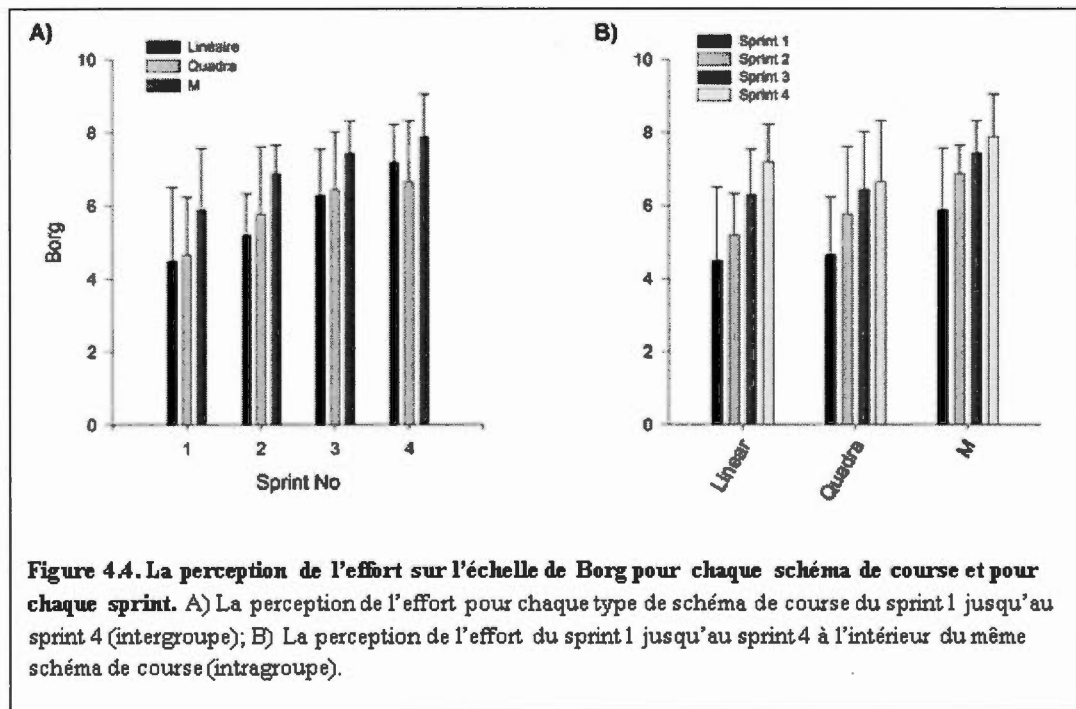 A)
Linéaire
Quadra
M
10
8
6
4
2
0
Borg
1 2 3 4
Sprint No
B)
Sprint 1
Sprint 2
Sprint 3
Sprint 4
10
8
6
4
2
0
Linear
Quadra
M
Figure 4.4. La perception de l'effort sur l'échelle de Borg pour chaque schéma de course et pour
chaque sprint. A) La perception de l'effort pour chaque type de schéma de course du sprint 1 jusqu'au
sprint 4 (intergroupe); B) La perception de l'effort du sprint 1 jusqu'au sprint 4 à l'intérieur du même
schéma de course (intragroupe).